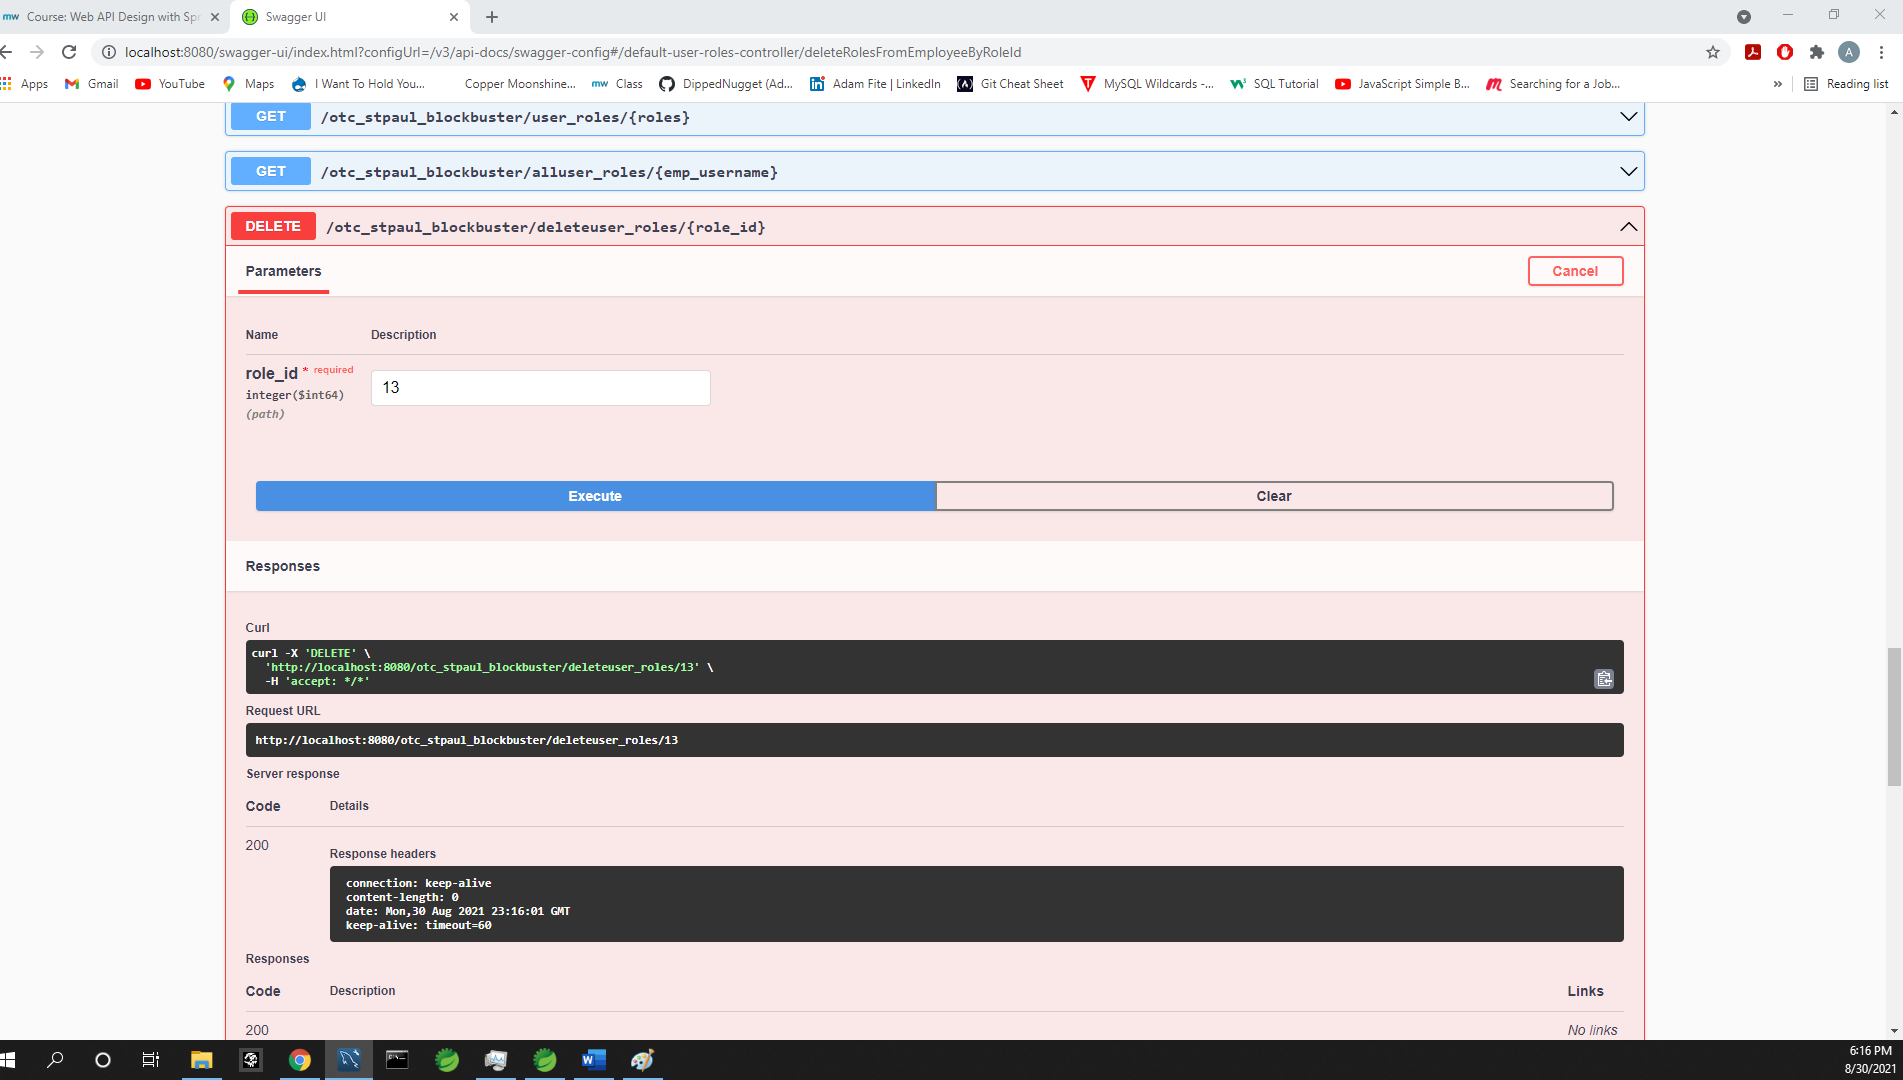 Course: Web API Design with Spr
Swagger UI
localhost:8080/swagger-ui/index.html?configUrl=/v3/api-docs/swagger-config#/default-user-roles-controller/deleteRolesFromEmployeeByRoleId
A
Apps
Gmail
YouTube
Maps
I Want To Hold You...
Copper Moonshine...
Class
DippedNugget (Ad...
Adam Fite | LinkedIn
Git Cheat Sheet
MySQL Wildcards -...
SQL Tutorial
JavaScript Simple B...
Searching for a Job...
»
Reading list
GET /otc_stpaul_blockbuster/user_roles/{roles}
GET /otc_stpaul_blockbuster/alluser_roles/{emp_username}
DELETE /otc_stpaul_blockbuster/deleteuser_roles/{role_id}
Parameters
Cancel
Name Description
role_id * required
13
integer($int64)
(path)
Execute
Clear
Responses
Curl
curl -X 'DELETE' \
'http://localhost:8080/otc_stpaul_blockbuster/deleteuser_roles/13' \
-H 'accept: */*'
Request URL
http://localhost:8080/otc_stpaul_blockbuster/deleteuser_roles/13
Server response
Code Details
200
Response headers
connection: keep-alive
content-length: 0
date: Mon,30 Aug 2021 23:16:01 GMT
keep-alive: timeout=60
Responses
Code Description Links
200 No links
6:16 PM
8/30/2021